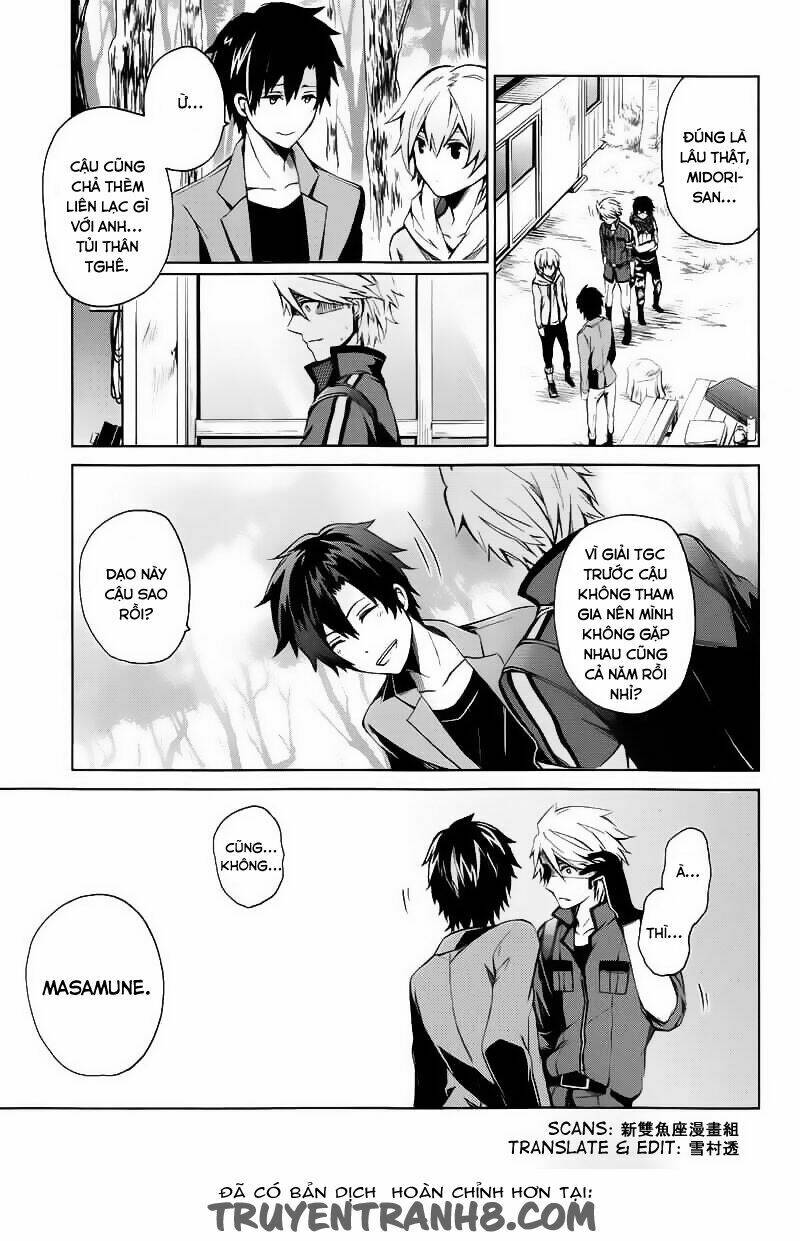 ĐÚNG LÀ
LÂU THẬT,
MIDORI-
SAN...
Ừ...
CẬU CŨNG
CHẢ THÈM
LIÊN LẠC GÌ
VỚI ANH...
TỦI THÂN
TGHÊ.
VÌ GIẢI TGC
TRƯỚC CẬU
KHÔNG THAM
GIA NÊN MÌNH
KHÔNG GẶP
NHAU CŨNG
CẢ NĂM RỒI
NHỈ?
DẠO NÀY
CẬU SAO
RỒI?
À...
THÌ...
CŨNG...
KHÔNG...
MASAMUNE.
SCANS: 新雙魚座漫畫組
TRANSLATE & EDIT: 雪村透
ĐÃ CÓ BẢN DỊCH HOÀN CHỈNH HƠN TẠI:
TRUYENTRANH8.COM